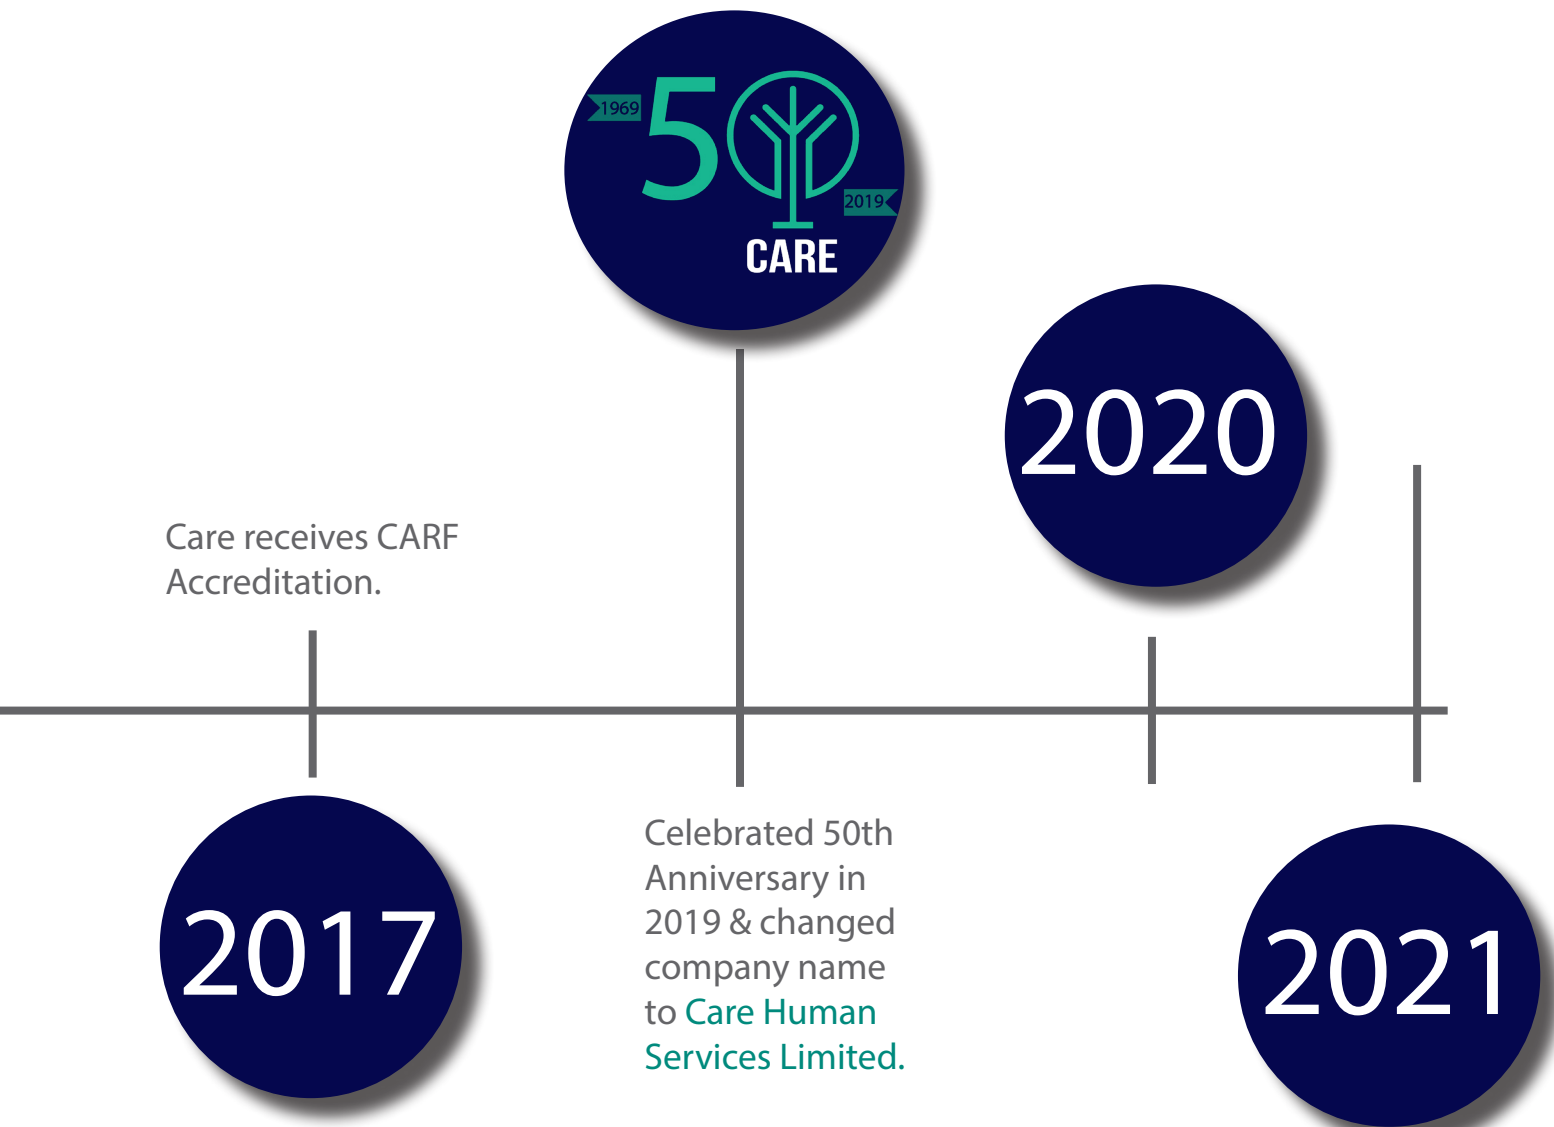 1969
50
2019
CARE
2020
Care receives CARF
Accreditation.
2017
Celebrated 50th
Anniversary in
2019 & changed
company name
to Care Human
Services Limited.
2021